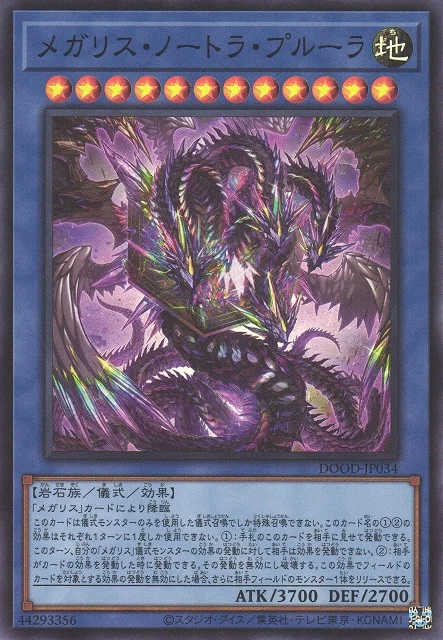 メガリス・ノートラ・プルーラ
地
DOOD-JP034
【岩石族／儀式／効果】
「メガリス」カードにより降臨
このカードは儀式モンスターのみを使用した儀式召喚でしか特殊召喚できない。このカード名の①②の
効果はそれぞれ１ターンに１度しか使用できない。①：手札のこのカードを相手に見せて発動できる。
このターン、自分の「メガリス」儀式モンスターの効果の発動に対して相手は効果を発動できない。②：相手
がカードの効果を発動した時に発動できる。その発動を無効にし破壊する。この効果でフィールドの
カードを対象とする効果の発動を無効にした場合、さらに相手フィールドのモンスター１体をリリースできる。
ATK/3700 DEF/2700
44293356
©スタジオ・ダイス／集英社・テレビ東京・KONAMI